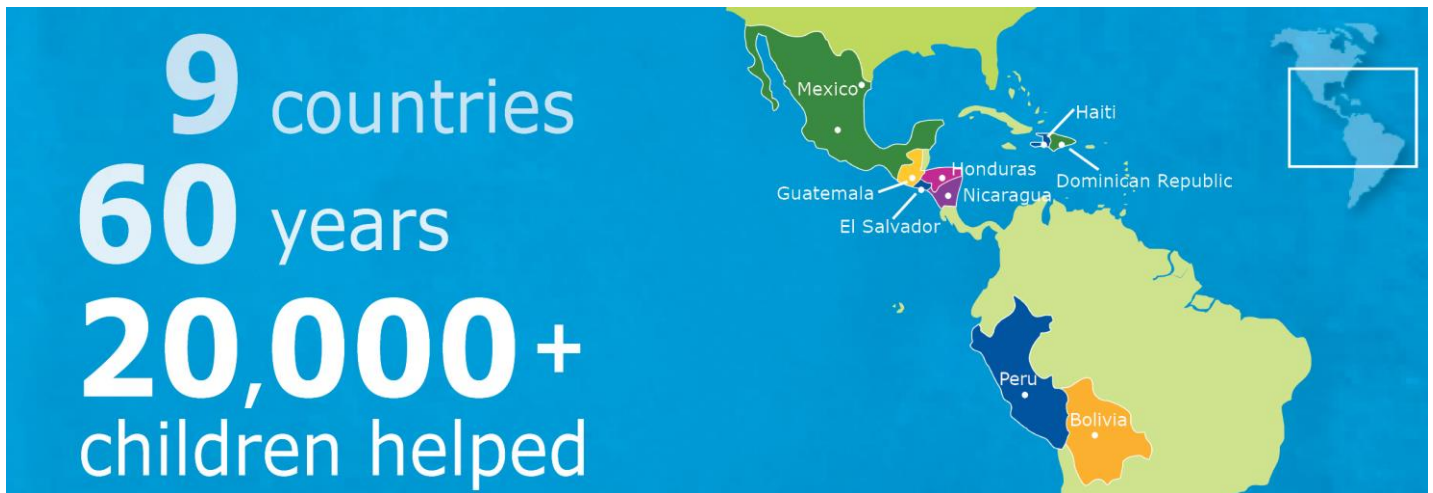 9 countries
60 years
20,000+
children helped
Mexico
Haiti
Dominican Republic
Honduras
Guatemala
Nicaragua
El Salvador
Peru
Bolivia